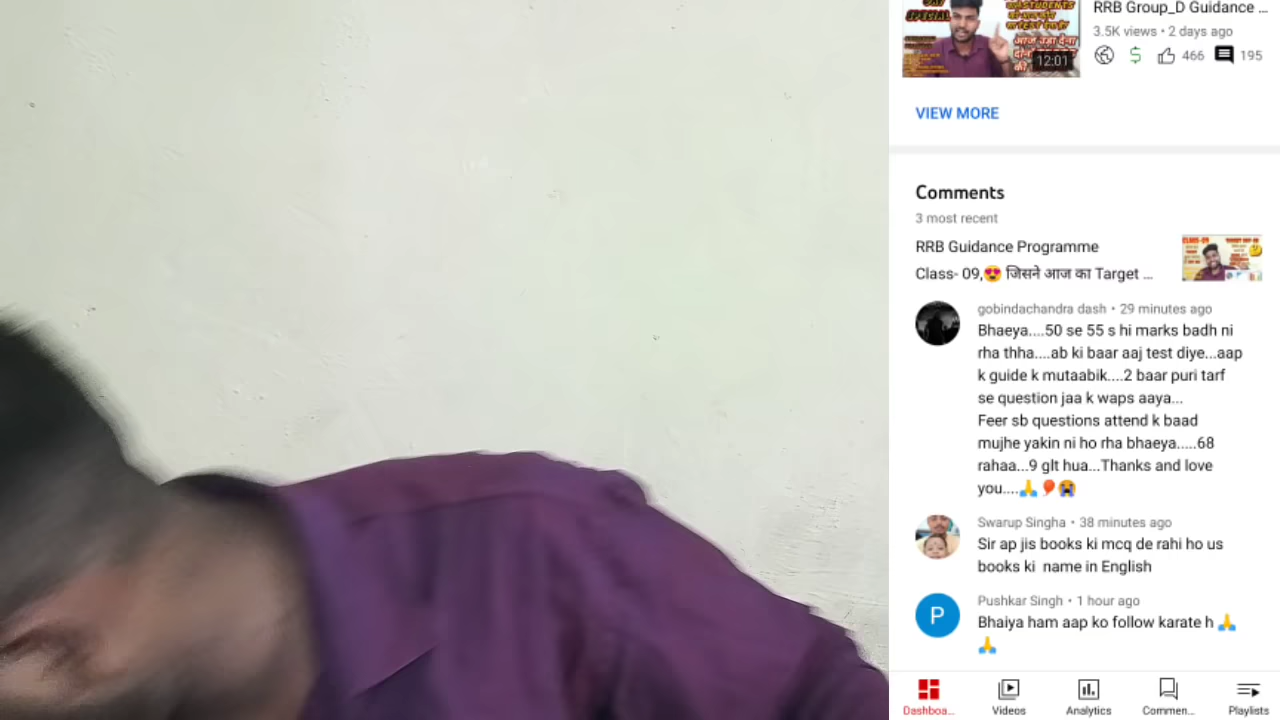 SPECIAL
STUDENTS
12:01
RRB Group_D Guidance ...
3.5K views • 2 days ago
466
195
VIEW MORE
Comments
3 most recent
RRB Guidance Programme
Class- 09,😍 जिसने आज का Target ...
gobindachandra dash • 29 minutes ago
Bhaeya....50 se 55 s hi marks badh ni
rha thha....ab ki baar aaj test diye...aap
k guide k mutaabik....2 baar puri tarf
se question jaa k waps aaya...
Feer sb questions attend k baad
mujhe yakin ni ho rha bhaeya.....68
rahaa...9 glt hua...Thanks and love
you....🙏🎈😭
Swarup Singha • 38 minutes ago
Sir ap jis books ki mcq de rahi ho us
books ki name in English
P
Pushkar Singh • 1 hour ago
Bhaiya ham aap ko follow karate h 🙏
🙏
Dashboa...
Videos
Analytics
Commen...
Playlists